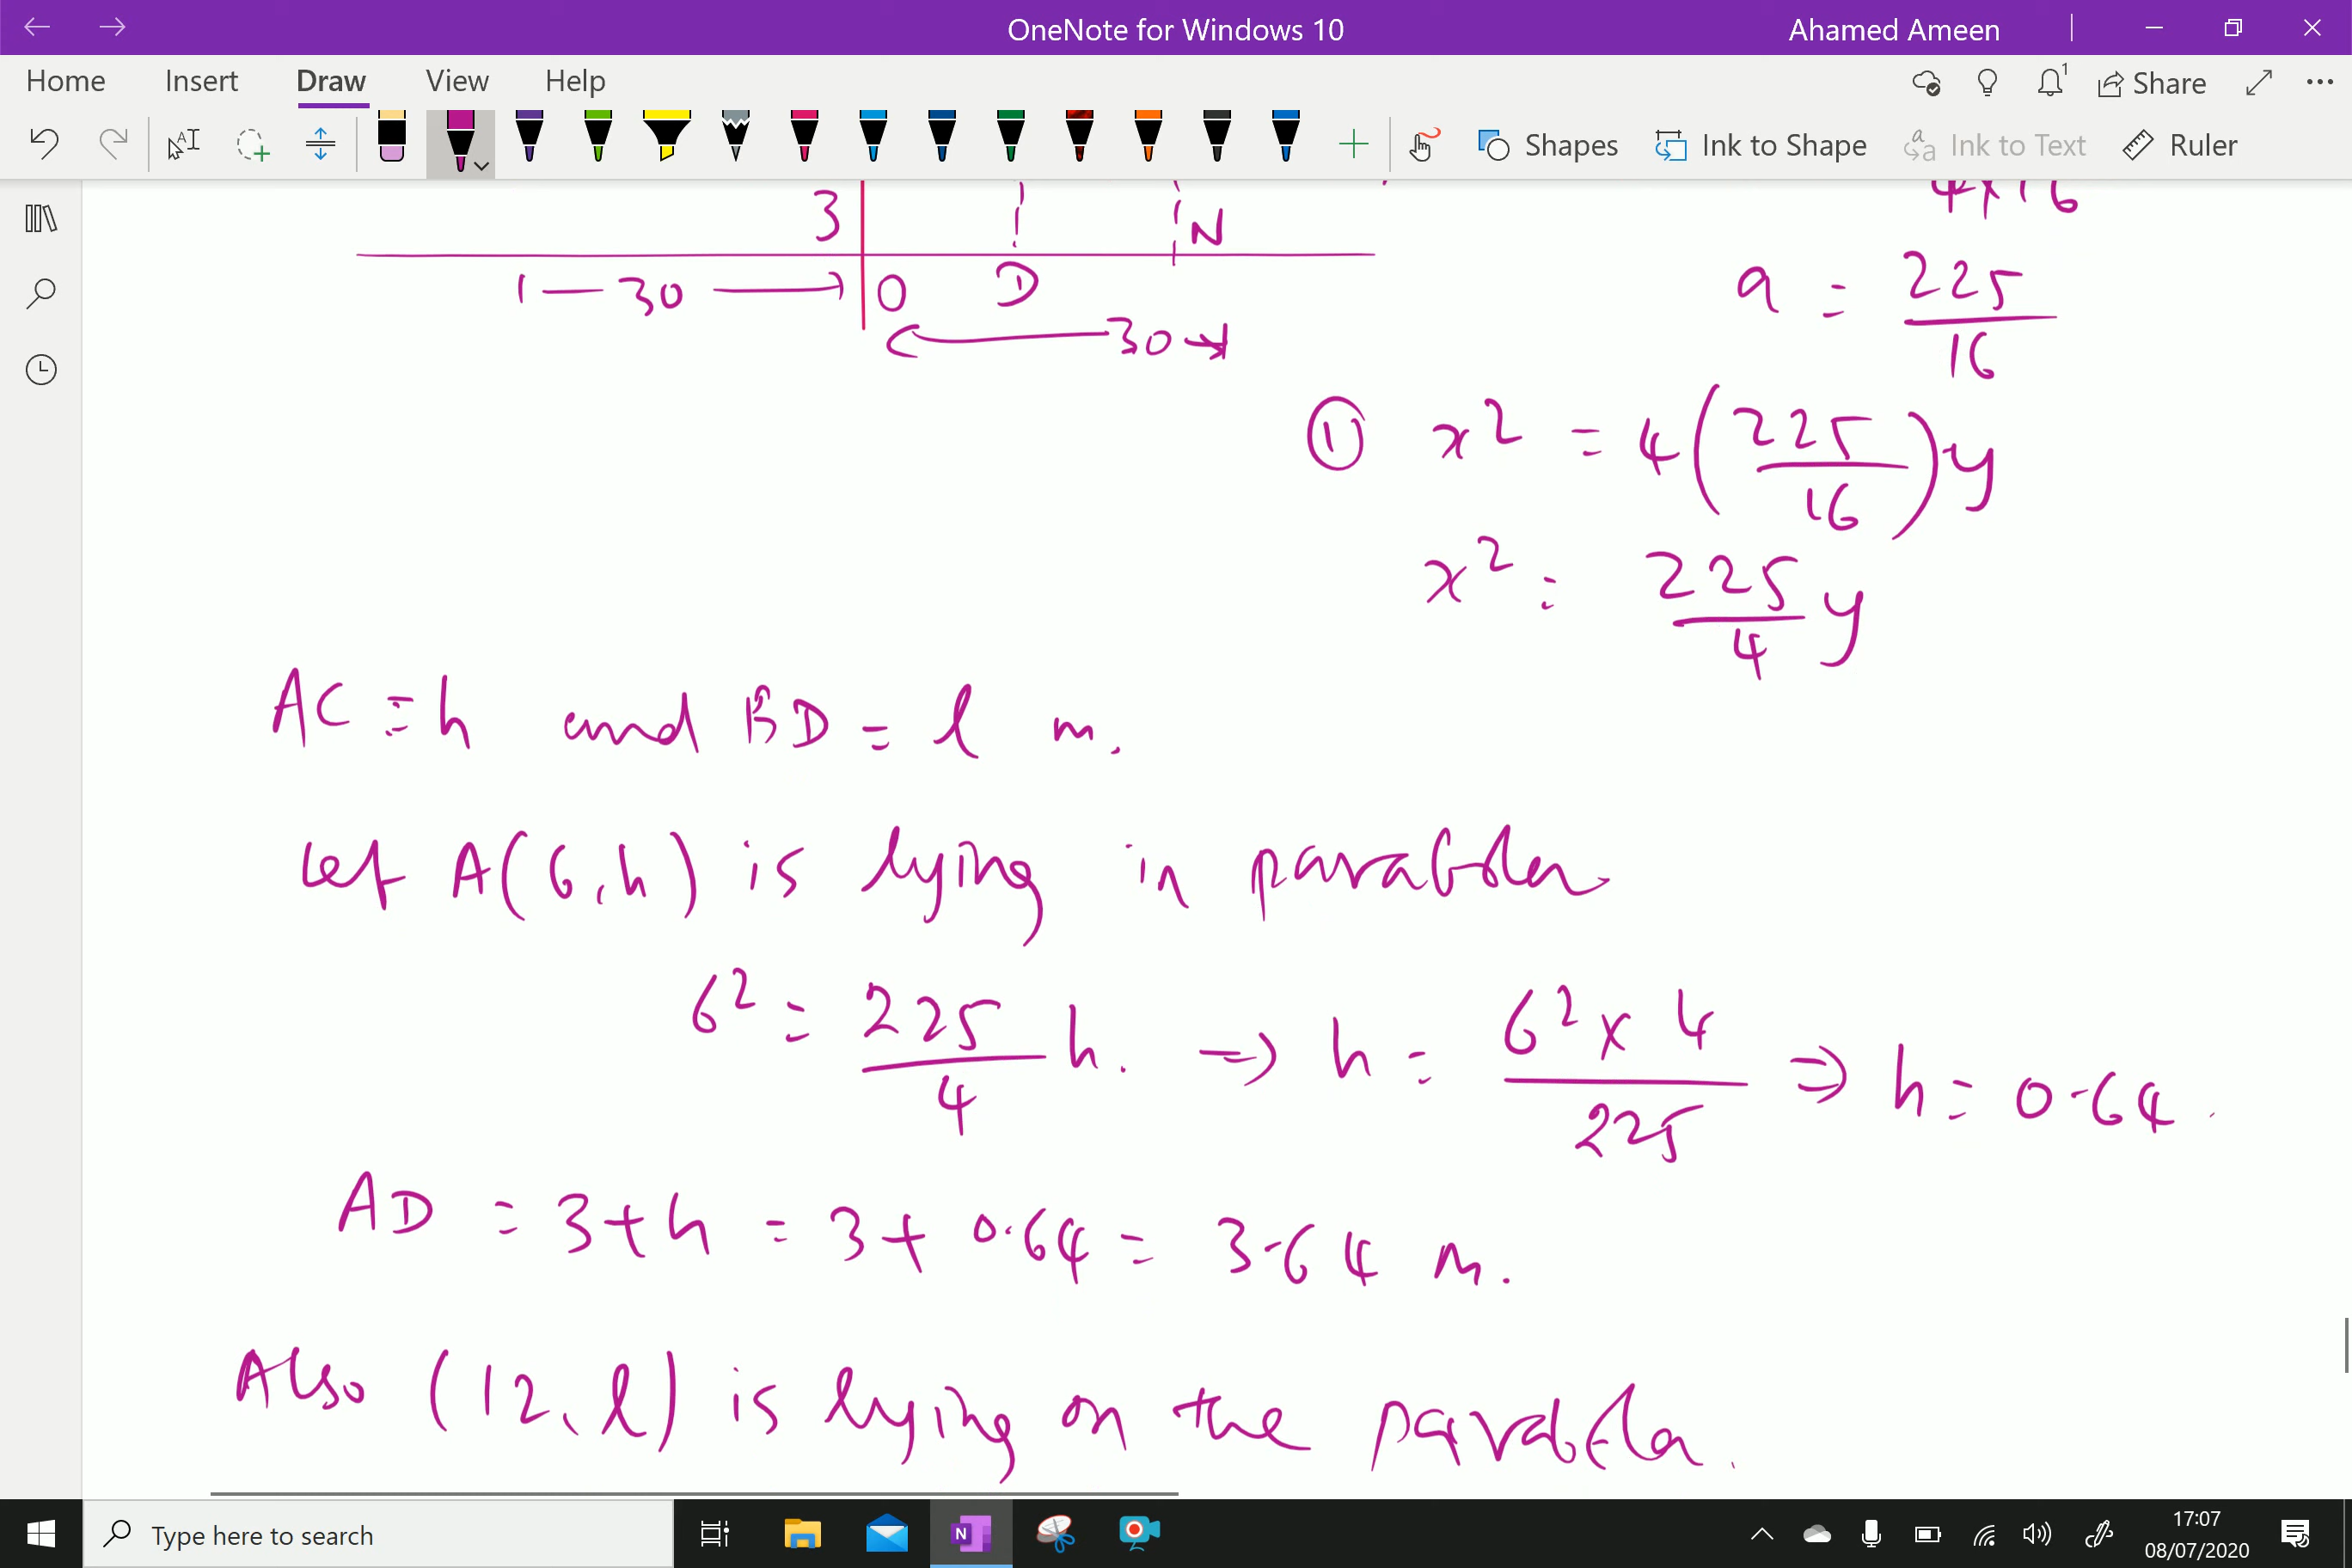 OneNote for Windows 10 Ahamed Ameen
Home Insert Draw View Help Share
Shapes Ink to Shape Ink to Text Ruler
4×16
3 N
1 — 30 → 0 D
30
a = 225/16
① x² = 4(225/16)y
x² = 225/4 y
AC = h and BD = l m.
Let A(6,h) is lying in parabola
6² = 225/4 h. ⇒ h = 6² × 4/225 ⇒ h = 0.64.
AD = 3+h = 3+ 0.64 = 3.64 m.
Also (12, l) is lying on the parabola.
Type here to search 17:07
08/07/2020